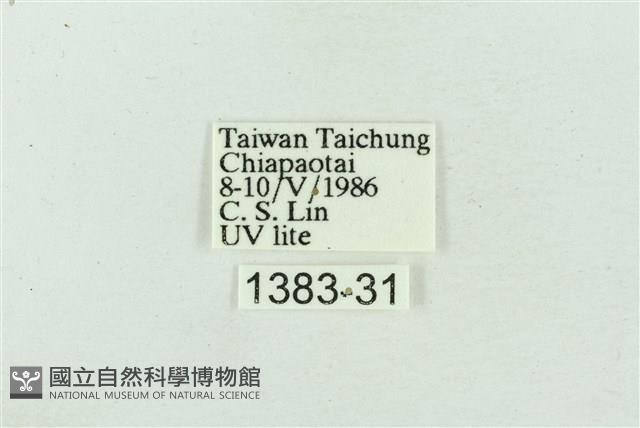 Taiwan Taichung
Chiapaotai
8-10/V/1986
C. S. Lin
UV lite
1383-31
國立自然科學博物館
NATIONAL MUSEUM OF NATURAL SCIENCE